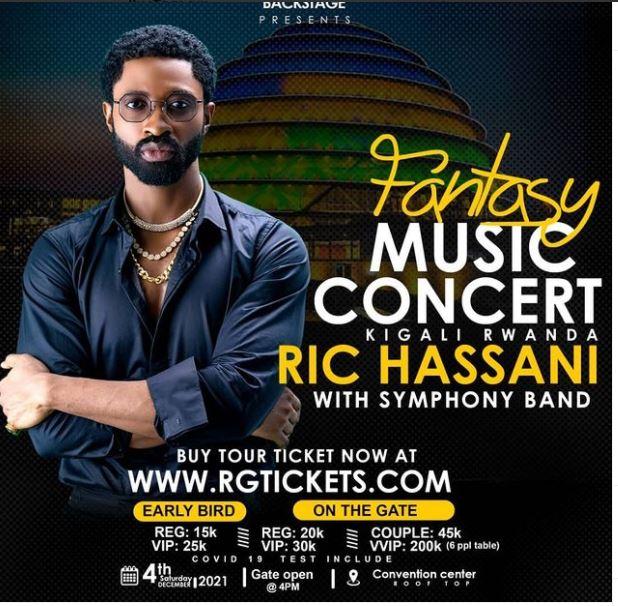 BACKSTAGE
PRESENTS
Fantasy
MUSIC
CONCERT
KIGALI RWANDA
RIC HASSANI
WITH SYMPHONY BAND
BUY TOUR TICKET NOW AT
WWW.RGTICKETS.COM
EARLY BIRD ON THE GATE
REG: 15k REG: 20k COUPLE: 45k
VIP: 25k VIP: 30k VVIP: 200k (6 ppl table)
COVID 19 TEST INCLUDE
4th Saturday DECEMBER 2021 Gate open @ 4PM Convention center ROOF TOP